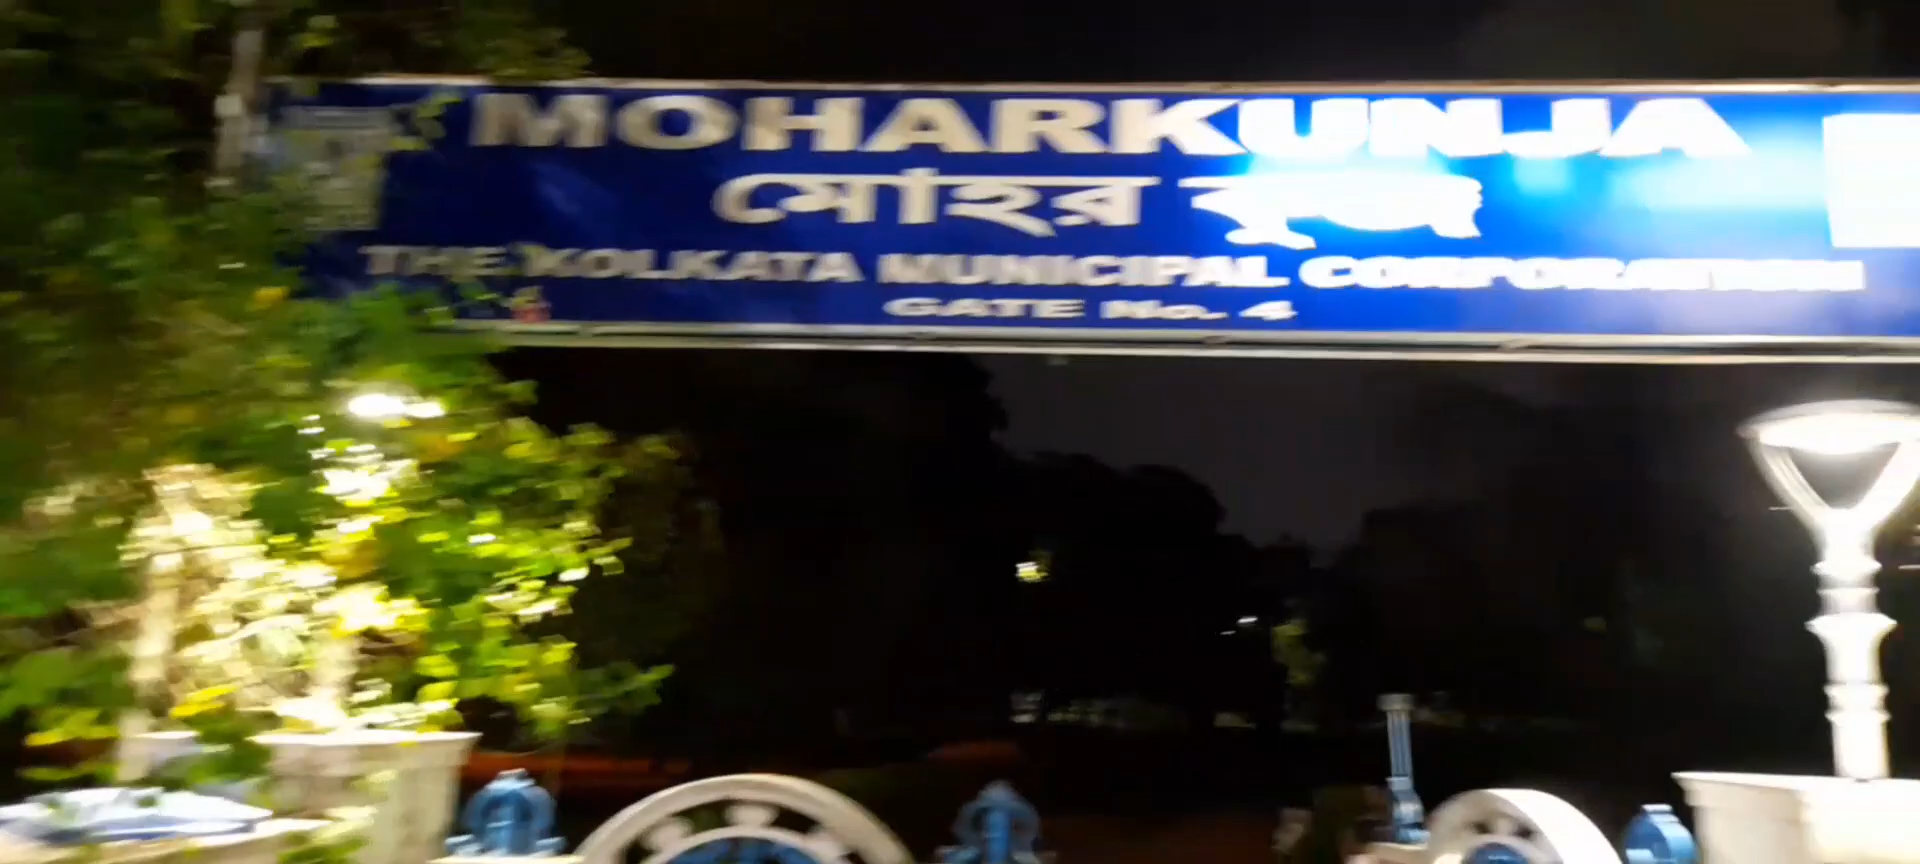 MOHARKUNJA
মোহর কুঞ্জ
THE KOLKATA MUNICIPAL CORPORATION
GATE No. 4